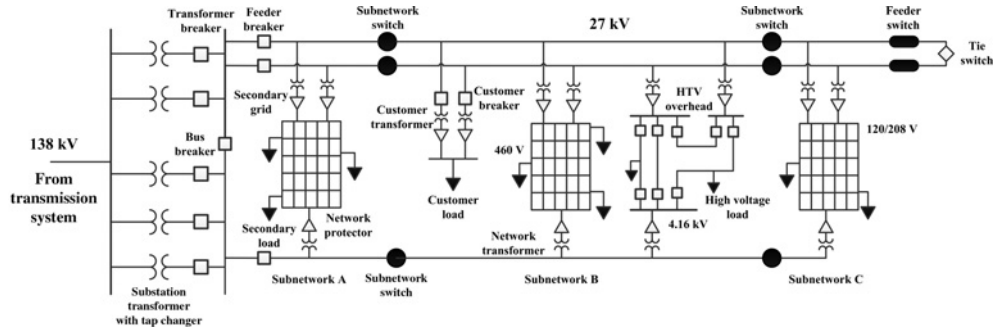 Transformer
breaker
Feeder
breaker
Subnetwork
switch
27 kV
Subnetwork
switch
Feeder
switch
Tie
switch
Secondary
grid
Customer
transformer
Customer
breaker
HTV
overhead
120/208 V
138 kV
From
transmission
system
Bus
breaker
460 V
Customer
load
High voltage
load
4.16 kV
Network
protector
Secondary
load
Network
transformer
Substation
transformer
with tap changer
Subnetwork A
Subnetwork
switch
Subnetwork B
Subnetwork C